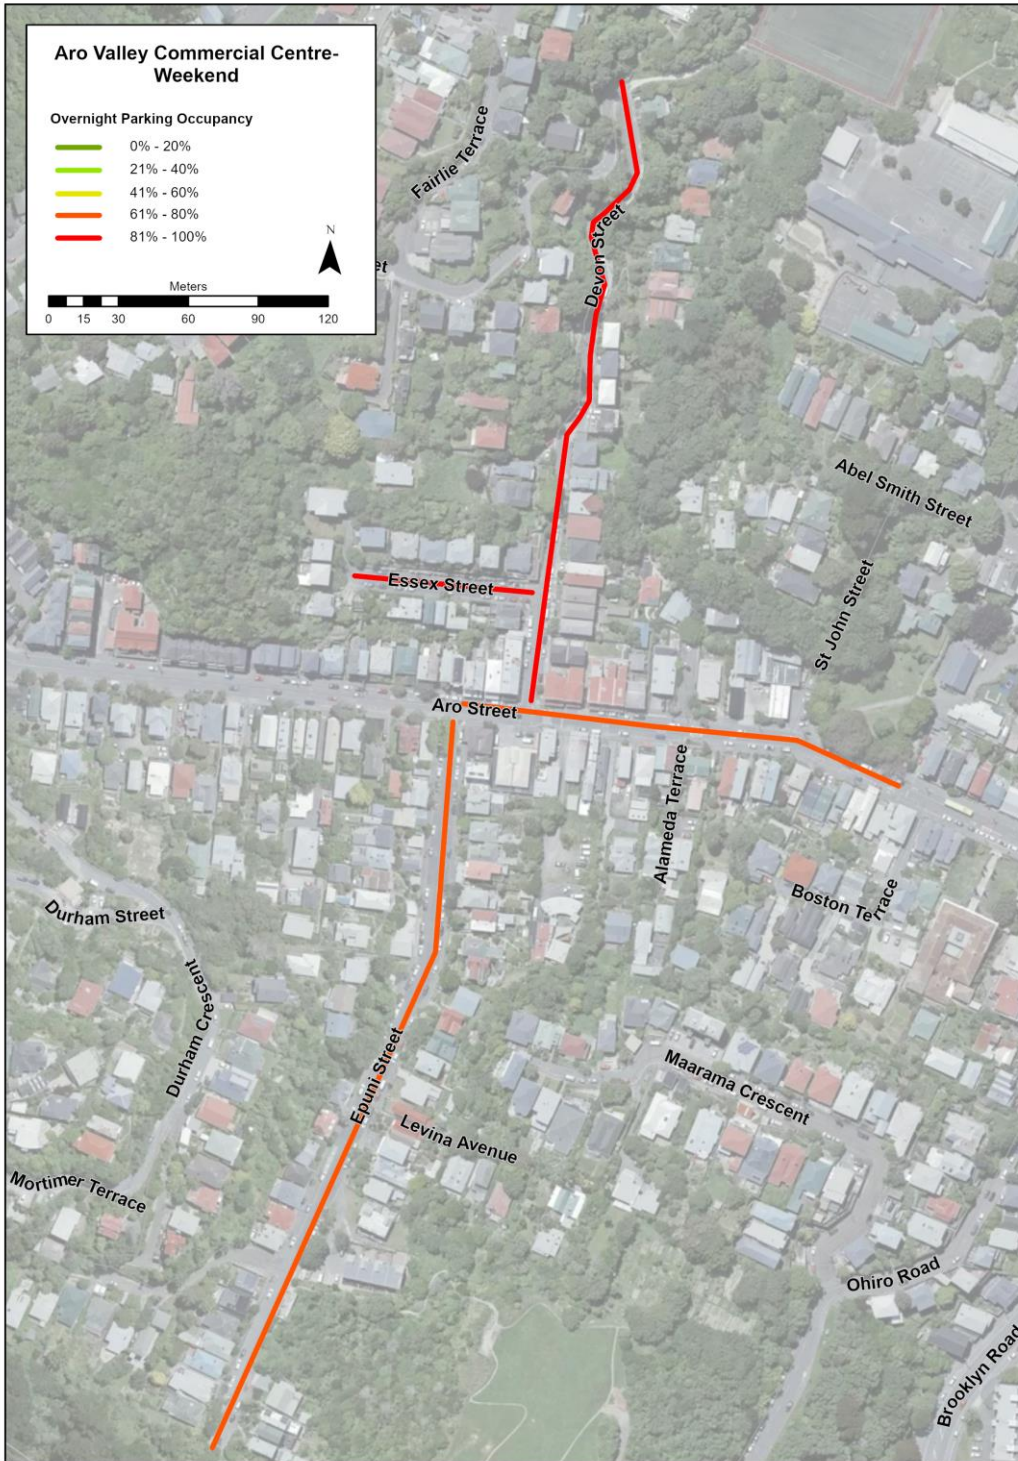 Aro Valley Commercial Centre-
Weekend
Overnight Parking Occupancy
0% - 20%
21% - 40%
41% - 60%
61% - 80%
81% - 100%
N
Meters
0 15 30 60 90 120
Fairlie Terrace
et
Devon Street
Abel Smith Street
St John Street
Essex Street
Aro Street
Alameda Terrace
Boston Terrace
Durham Street
Durham Crescent
Epuni Street
Maarama Crescent
Levina Avenue
Mortimer Terrace
Ohiro Road
Brooklyn Road